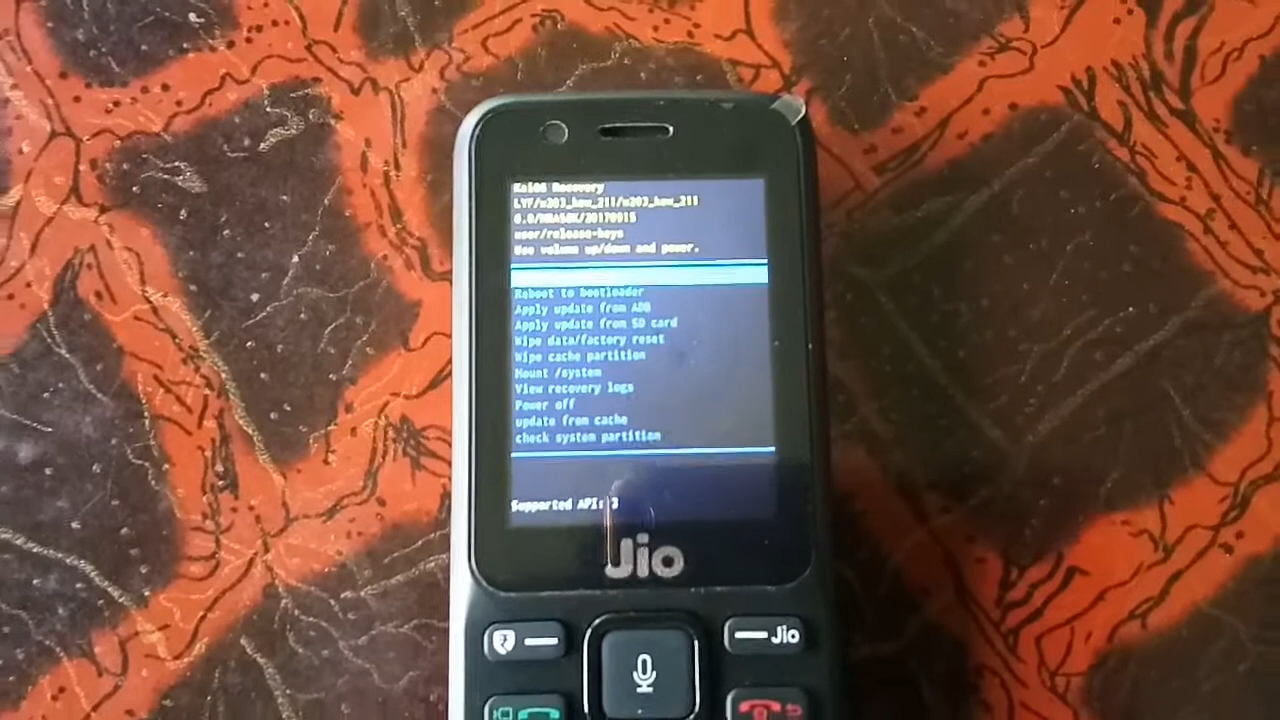 KaiOS Recovery
user/release-keys
Use volume up/down and power.
Reboot to bootloader
Apply update from ADB
Apply update from SD card
Wipe data/factory reset
Wipe cache partition
Mount /system
View recovery logs
Power off
update from cache
check system partition
Supported API: 3
Jio
Jio